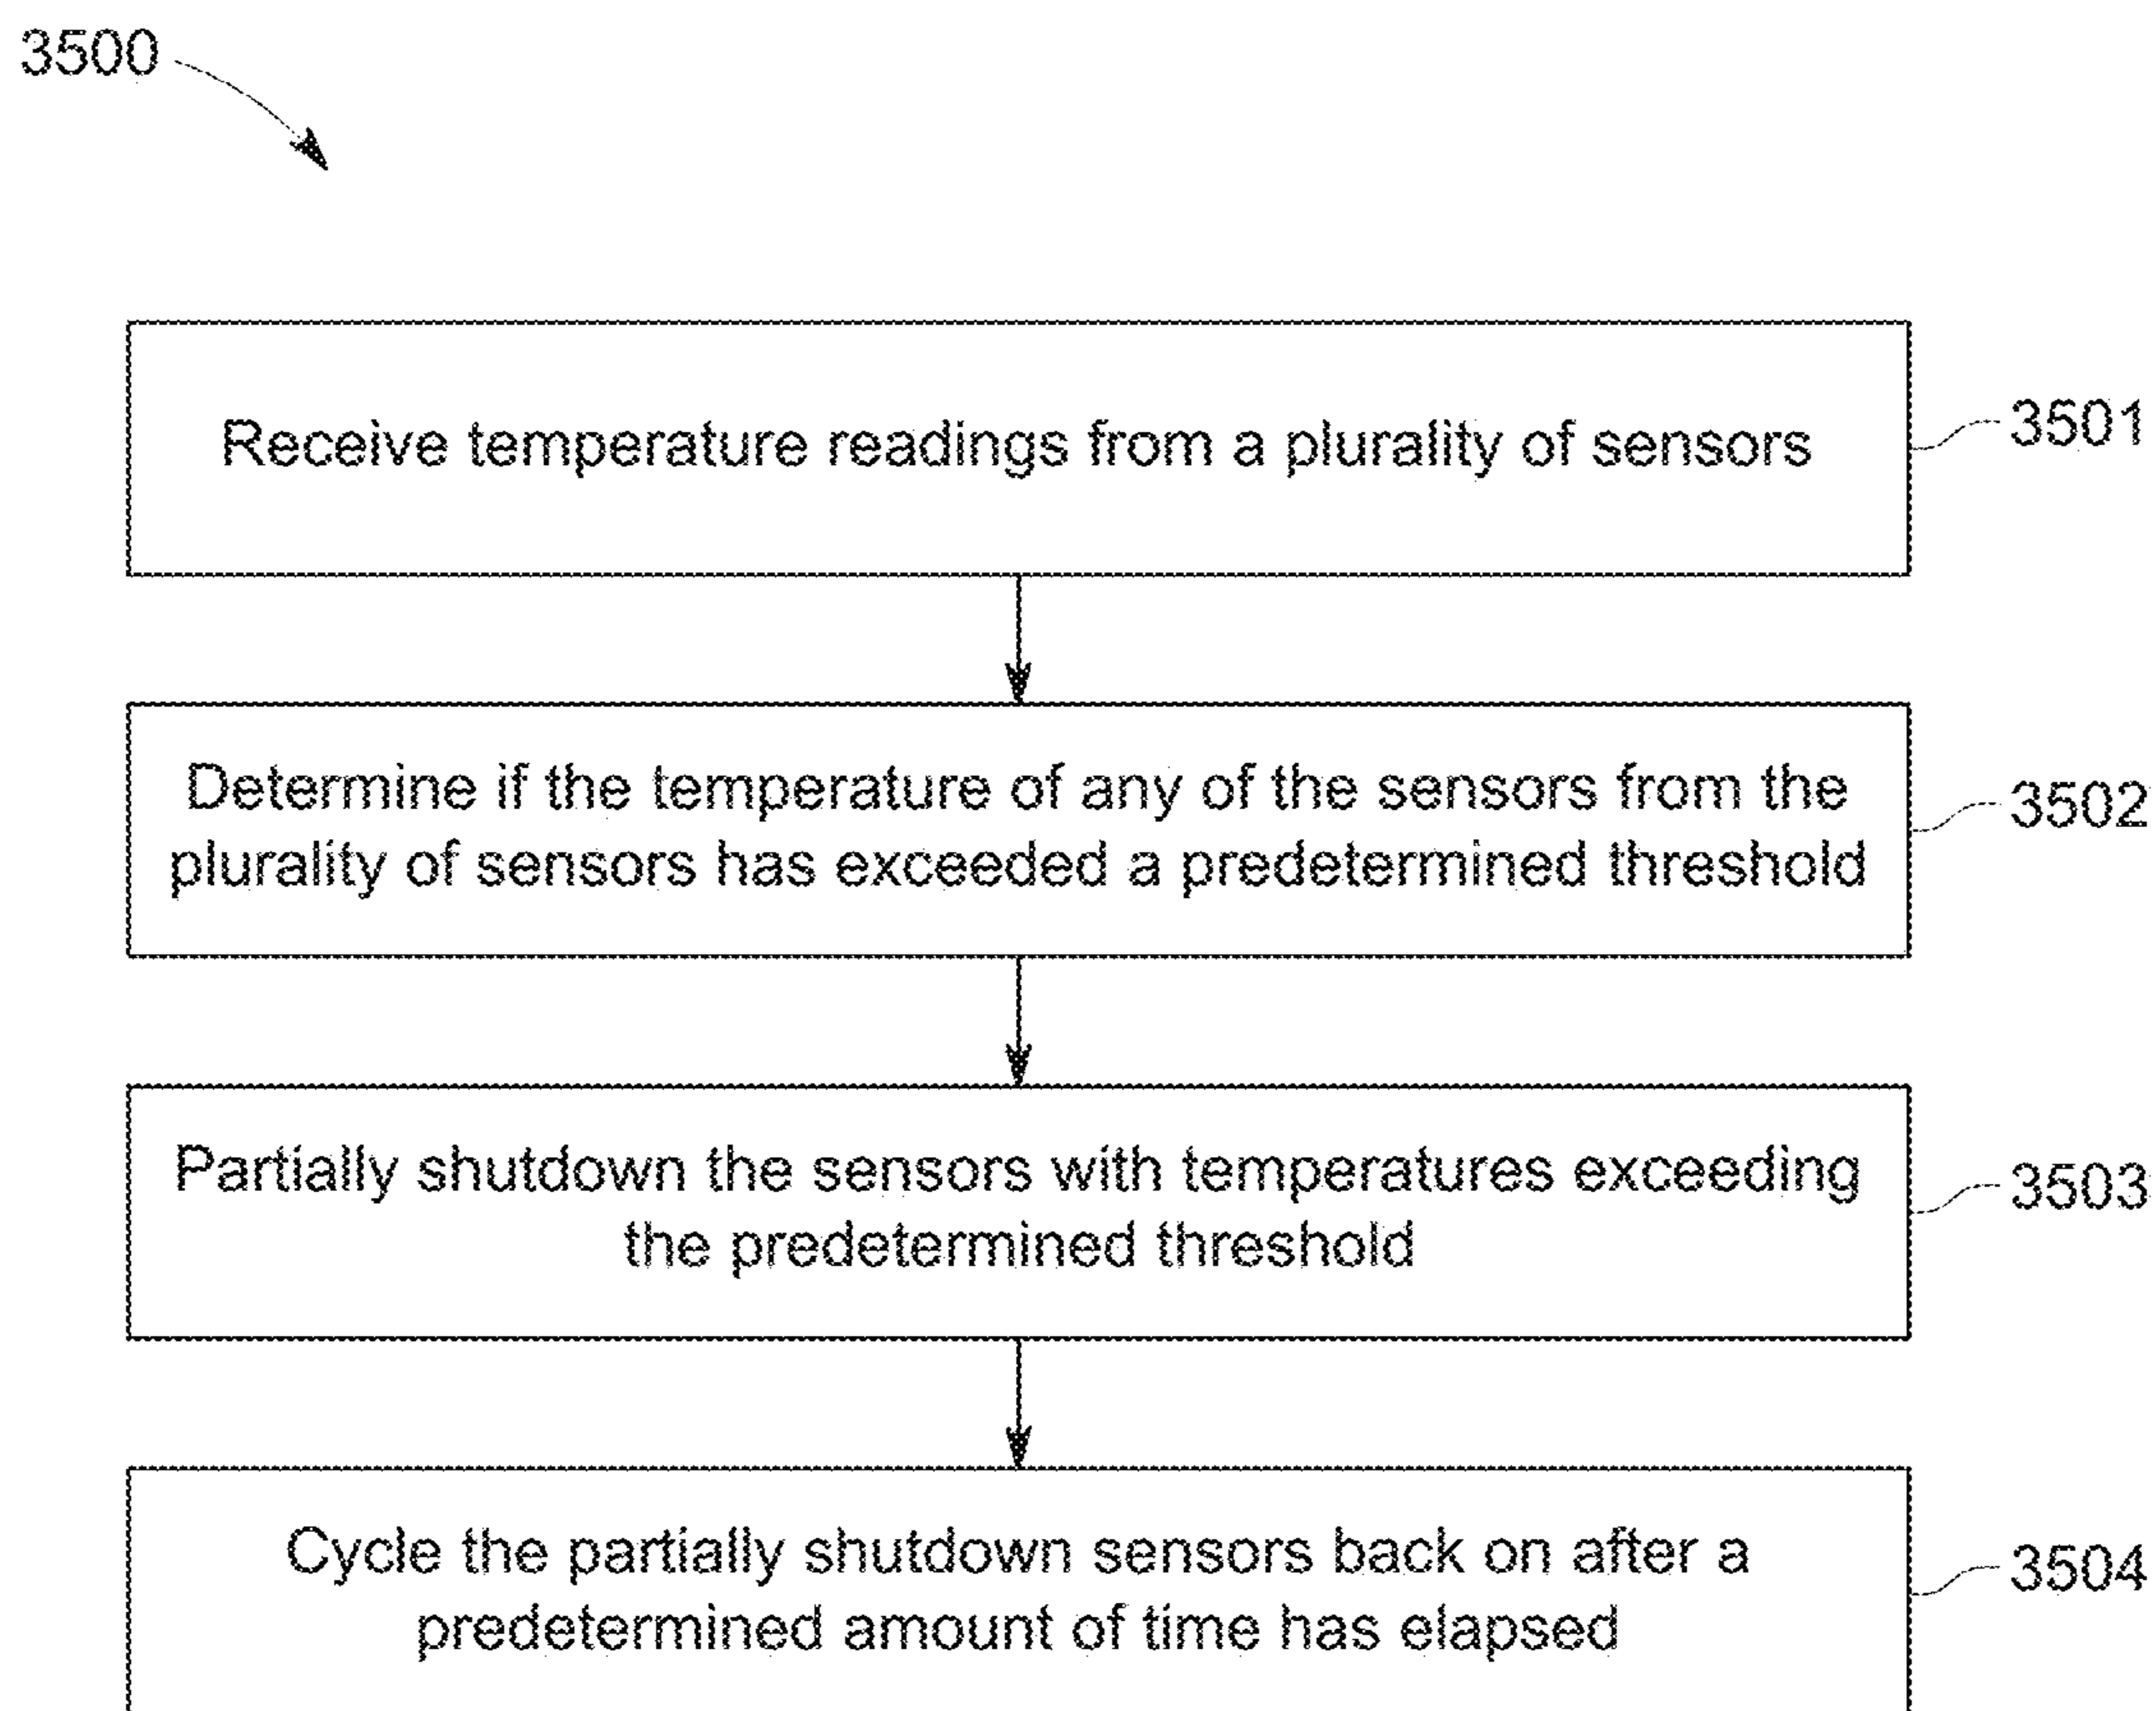 3500
Receive temperature readings from a plurality of sensors
3501
Determine if the temperature of any of the sensors from the
plurality of sensors has exceeded a predetermined threshold
3502
Partially shutdown the sensors with temperatures exceeding
the predetermined threshold
3503
Cycle the partially shutdown sensors back on after a
predetermined amount of time has elapsed
3504